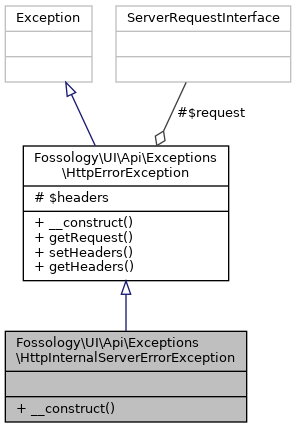 Exception
ServerRequestInterface
#$request
Fossology\UI\Api\Exceptions
\HttpErrorException
# $headers
+ __construct()
+ getRequest()
+ setHeaders()
+ getHeaders()
Fossology\UI\Api\Exceptions
\HttpInternalServerErrorException
+ __construct()